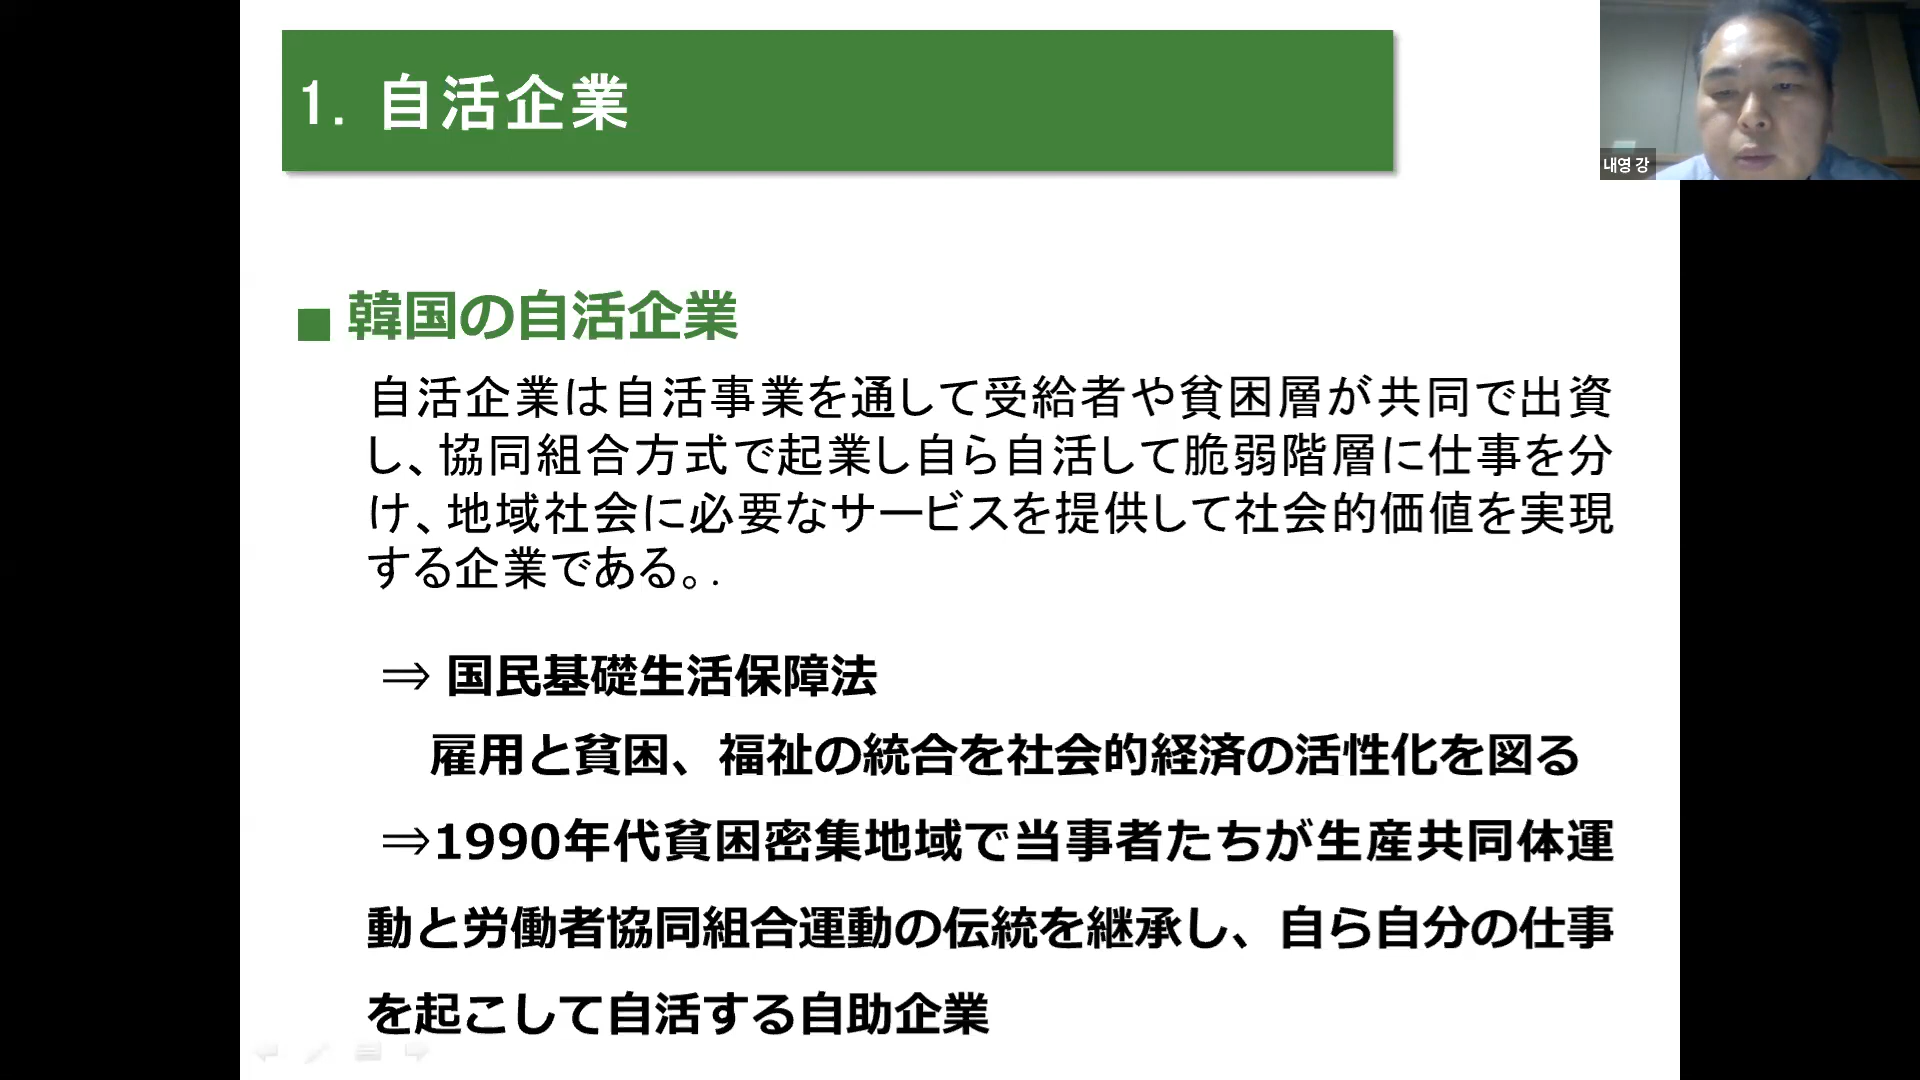 1. 自活企業
내영 강
■ 韓国の自活企業
自活企業は自活事業を通して受給者や貧困層が共同で出資
し、協同組合方式で起業し自ら自活して脆弱階層に仕事を分
け、地域社会に必要なサービスを提供して社会的価値を実現
する企業である。.
⇒ 国民基礎生活保障法
雇用と貧困、福祉の統合を社会的経済の活性化を図る
⇒1990年代貧困密集地域で当事者たちが生産共同体運
動と労働者協同組合運動の伝統を継承し、自ら自分の仕事
を起こして自活する自助企業